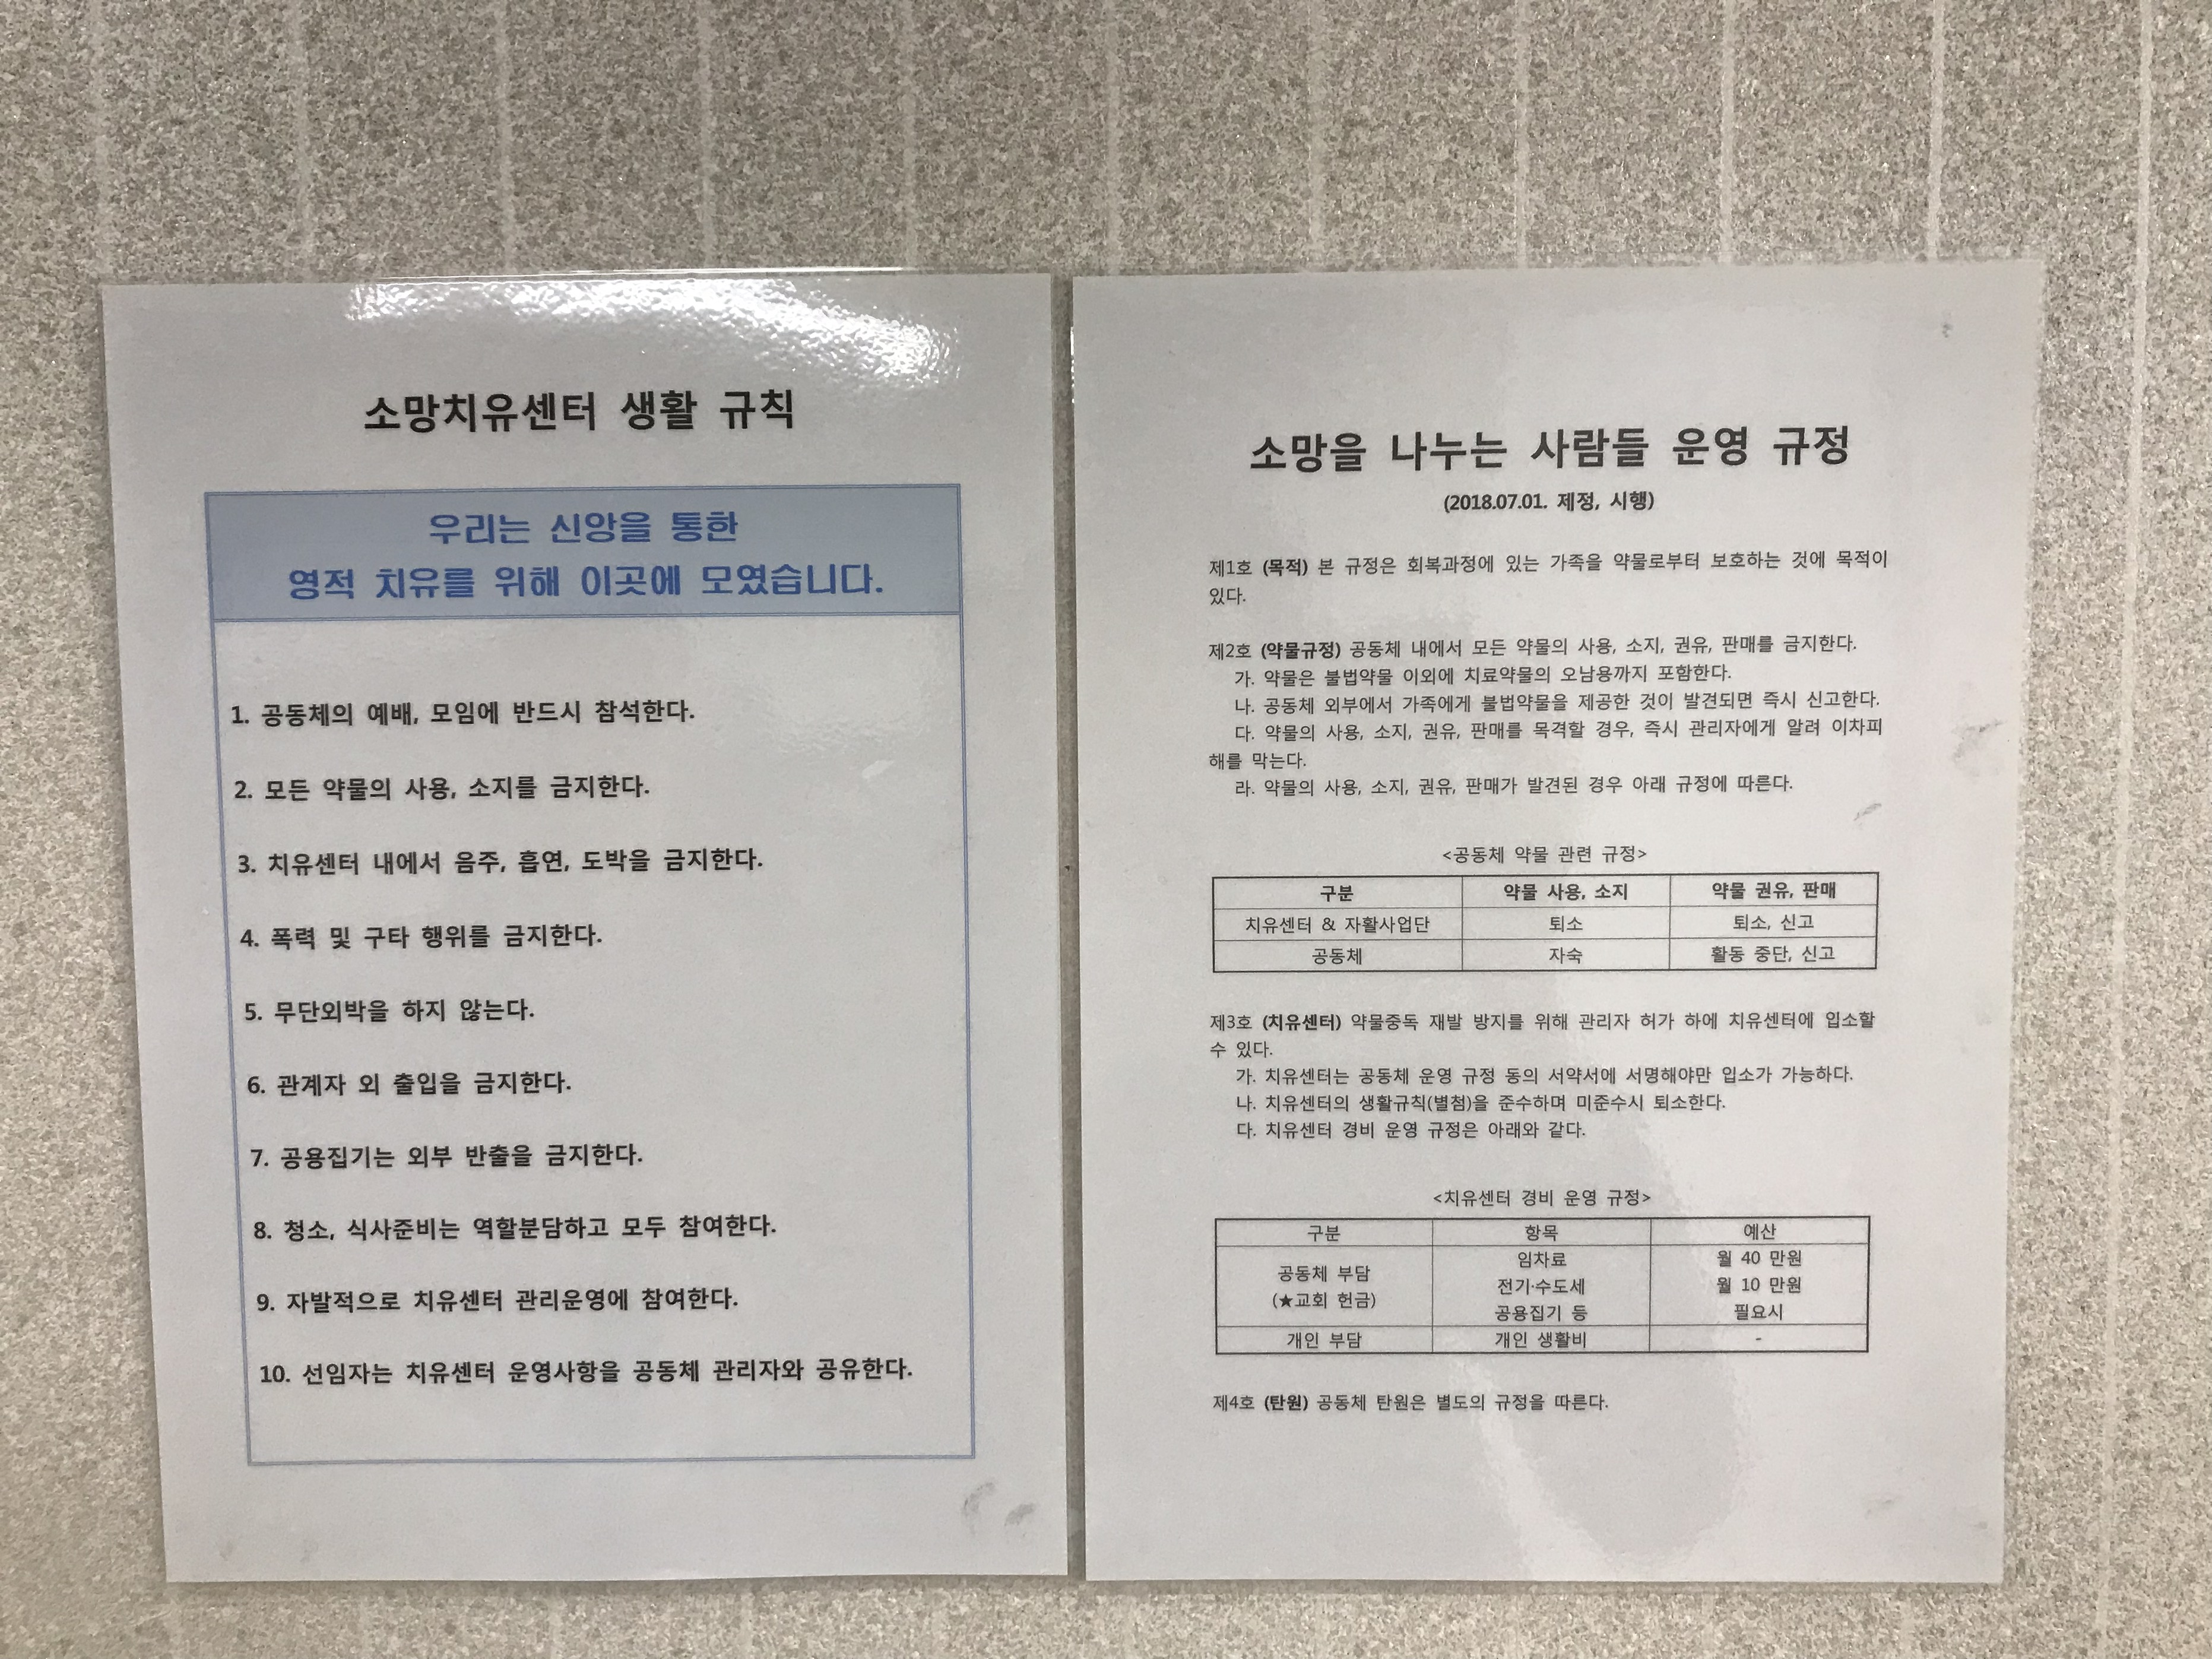 소망치유센터 생활 규칙
우리는 신앙을 통한
영적 치유를 위해 이곳에 모였습니다.
1. 공동체의 예배, 모임에 반드시 참석한다.
2. 모든 약물의 사용, 소지를 금지한다.
3. 치유센터 내에서 음주, 흡연, 도박을 금지한다.
4. 폭력 및 구타 행위를 금지한다.
5. 무단외박을 하지 않는다.
6. 관계자 외 출입을 금지한다.
7. 공용집기는 외부 반출을 금지한다.
8. 청소, 식사준비는 역할분담하고 모두 참여한다.
9. 자발적으로 치유센터 관리운영에 참여한다.
10. 선임자는 치유센터 운영사항을 공동체 관리자와 공유한다.
소망을 나누는 사람들 운영 규정
(2018.07.01. 제정, 시행)
제1호 (목적) 본 규정은 회복과정에 있는 가족을 약물로부터 보호하는 것에 목적이
있다.
제2호 (약물규정) 공동체 내에서 모든 약물의 사용, 소지, 권유, 판매를 금지한다.
가. 약물은 불법약물 이외에 치료약물의 오남용까지 포함한다.
나. 공동체 외부에서 가족에게 불법약물을 제공한 것이 발견되면 즉시 신고한다.
다. 약물의 사용, 소지, 권유, 판매를 목격할 경우, 즉시 관리자에게 알려 이차피
해를 막는다.
라. 약물의 사용, 소지, 권유, 판매가 발견된 경우 아래 규정에 따른다.
<공동체 약물 관련 규정>
구분 약물 사용, 소지 약물 권유, 판매
치유센터 & 자활사업단 퇴소 퇴소, 신고
공동체 자숙 활동 중단, 신고
제3호 (치유센터) 약물중독 재발 방지를 위해 관리자 허가 하에 치유센터에 입소할
수 있다.
가. 치유센터는 공동체 운영 규정 동의 서약서에 서명해야만 입소가 가능하다.
나. 치유센터의 생활규칙(별첨)을 준수하며 미준수시 퇴소한다.
다. 치유센터 경비 운영 규정은 아래와 같다.
<치유센터 경비 운영 규정>
구분 항목 예산
공동체 부담 임차료 월 40 만원
(★교회 헌금) 전기·수도세 월 10 만원
공용집기 등 필요시
개인 부담 개인 생활비 -
제4호 (탄원) 공동체 탄원은 별도의 규정을 따른다.